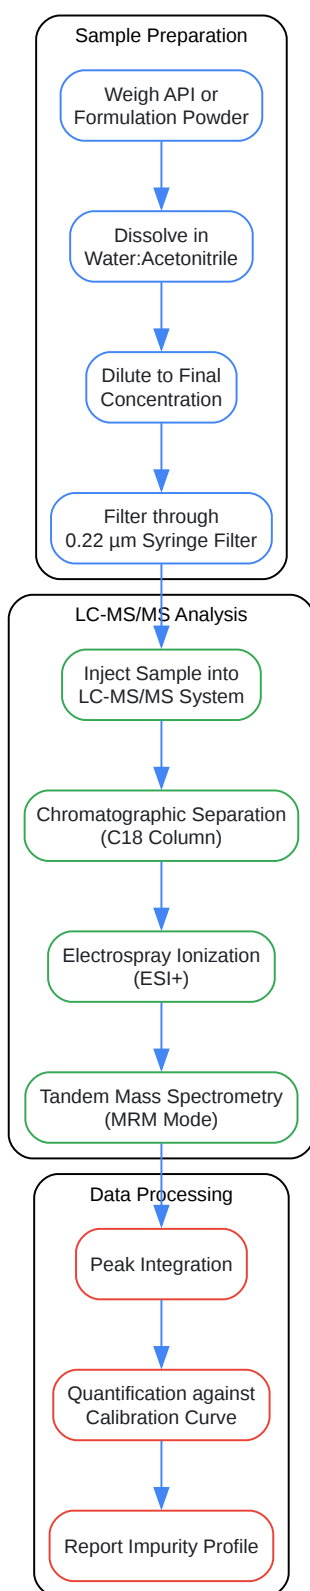 Sample Preparation
Weigh API or
Formulation Powder
Dissolve in
Water:Acetonitrile
Dilute to Final
Concentration
Filter through
0.22 µm Syringe Filter
LC-MS/MS Analysis
Inject Sample into
LC-MS/MS System
Chromatographic Separation
(C18 Column)
Electrospray Ionization
(ESI+)
Tandem Mass Spectrometry
(MRM Mode)
Data Processing
Peak Integration
Quantification against
Calibration Curve
Report Impurity Profile